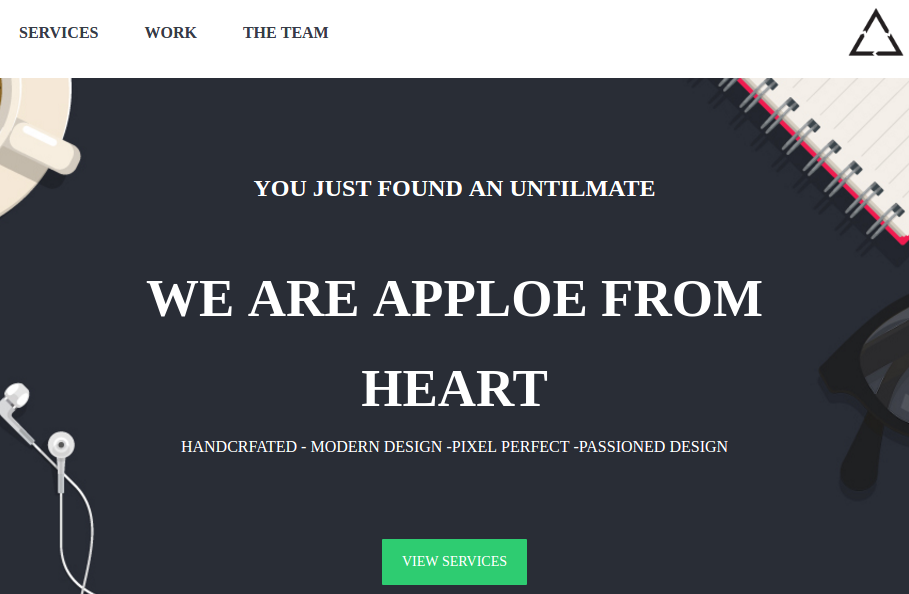 SERVICES WORK THE TEAM
YOU JUST FOUND AN UNTILMATE
WE ARE APPLOE FROM
HEART
HANDCRFATED - MODERN DESIGN -PIXEL PERFECT -PASSIONED DESIGN
VIEW SERVICES